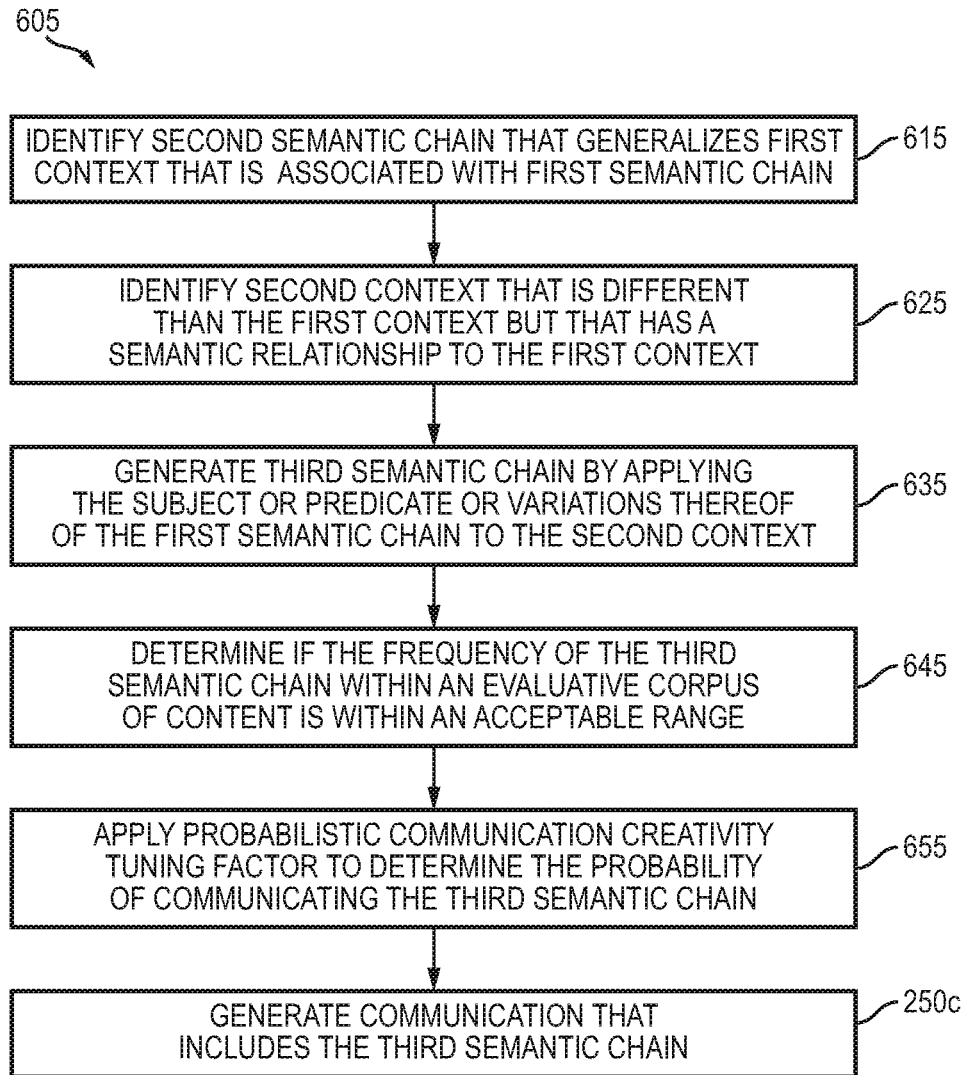 605
IDENTIFY SECOND SEMANTIC CHAIN THAT GENERALIZES FIRST
CONTEXT THAT IS ASSOCIATED WITH FIRST SEMANTIC CHAIN
615
IDENTIFY SECOND CONTEXT THAT IS DIFFERENT
THAN THE FIRST CONTEXT BUT THAT HAS A
SEMANTIC RELATIONSHIP TO THE FIRST CONTEXT
625
GENERATE THIRD SEMANTIC CHAIN BY APPLYING
THE SUBJECT OR PREDICATE OR VARIATIONS THEREOF
OF THE FIRST SEMANTIC CHAIN TO THE SECOND CONTEXT
635
DETERMINE IF THE FREQUENCY OF THE THIRD
SEMANTIC CHAIN WITHIN AN EVALUATIVE CORPUS
OF CONTENT IS WITHIN AN ACCEPTABLE RANGE
645
APPLY PROBABILISTIC COMMUNICATION CREATIVITY
TUNING FACTOR TO DETERMINE THE PROBABILITY
OF COMMUNICATING THE THIRD SEMANTIC CHAIN
655
GENERATE COMMUNICATION THAT
INCLUDES THE THIRD SEMANTIC CHAIN
250c